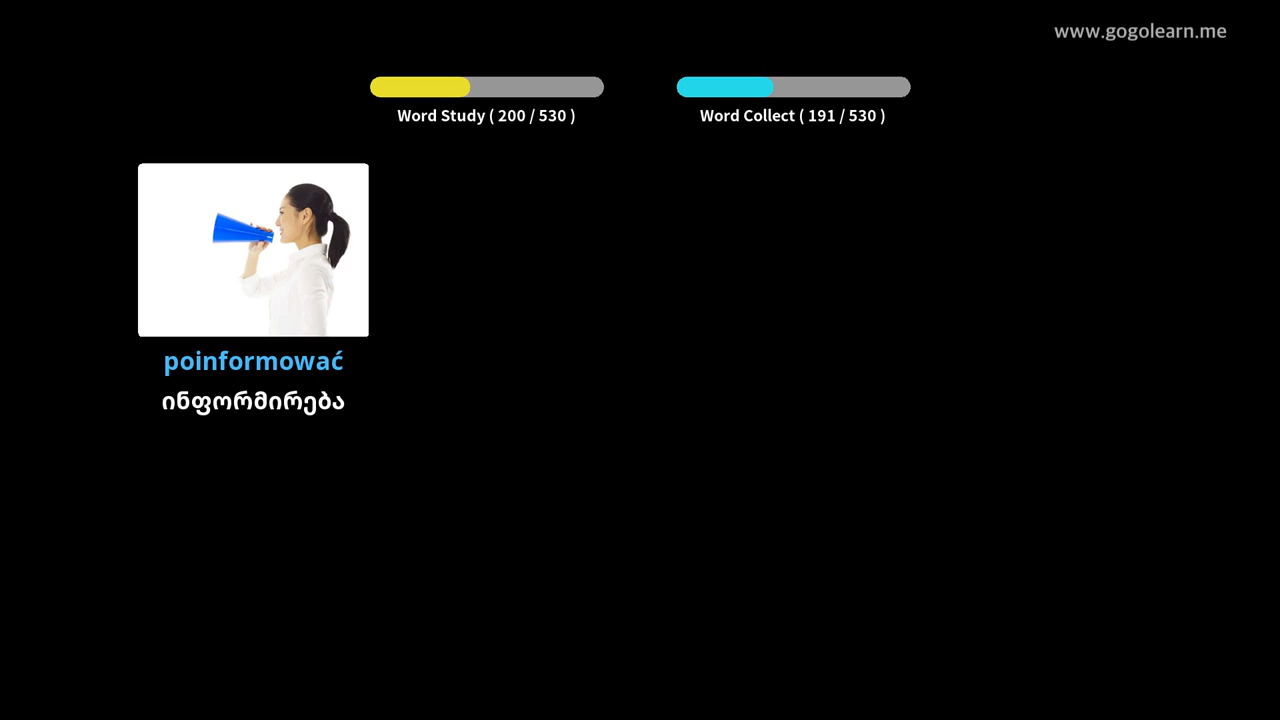 www.gogolearn.me
Word Study ( 200 / 530 )
Word Collect ( 191 / 530 )
poinformować
ინფორმირება